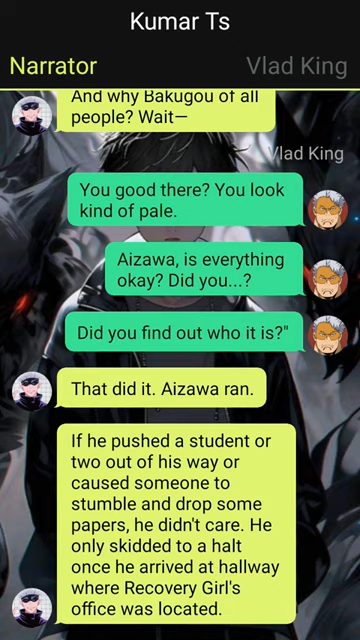 Kumar Ts
Narrator
Vlad King
And why Bakugou of all
people? Wait—
Vlad King
You good there? You look
kind of pale.
Aizawa, is everything
okay? Did you...?
Did you find out who it is?"
That did it. Aizawa ran.
If he pushed a student or
two out of his way or
caused someone to
stumble and drop some
papers, he didn't care. He
only skidded to a halt
once he arrived at hallway
where Recovery Girl's
office was located.